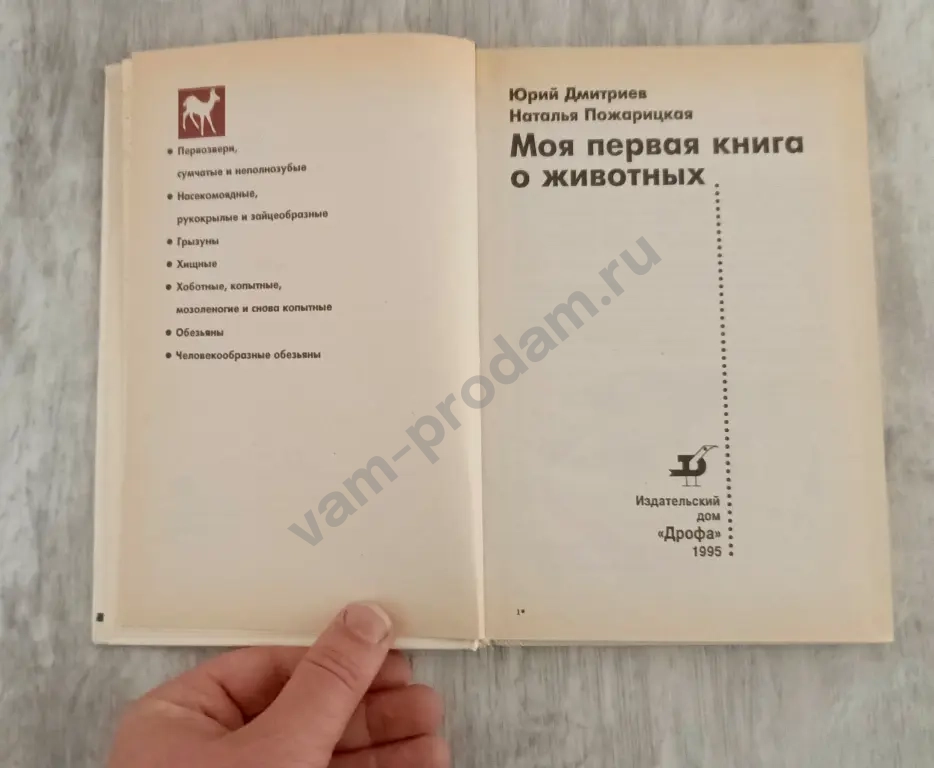 • Первозвери,
сумчатые и неполнозубые
• Насекомоядные,
рукокрылые и зайцеобразные
• Грызуны
• Хищные
• Хоботные, копытные,
мозоленогие и снова копытные
• Обезьяны
• Человекообразные обезьяны
Юрий Дмитриев
Наталья Пожарицкая
Моя первая книга
о животных
Издательский
дом
«Дрофа»
1995
1*
vam-prodam.ru